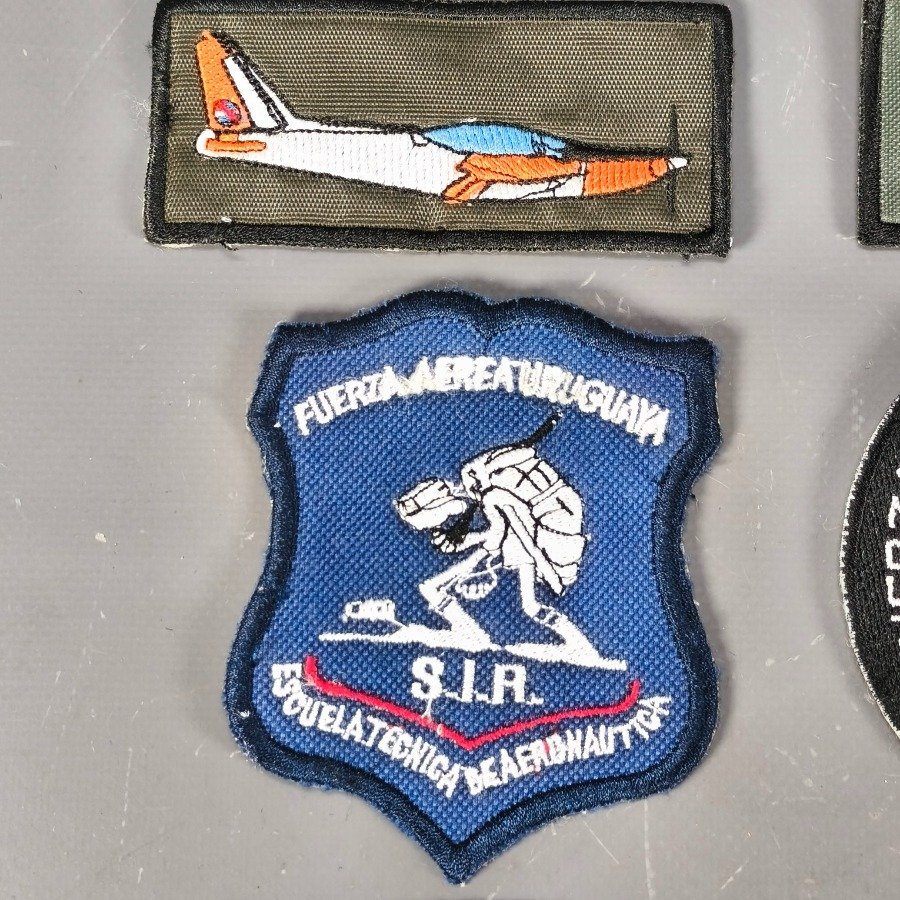 FUERZA AEREA URUGUAYA
S.I.R.
ESCUELA TECNICA DE AERONAUTICA